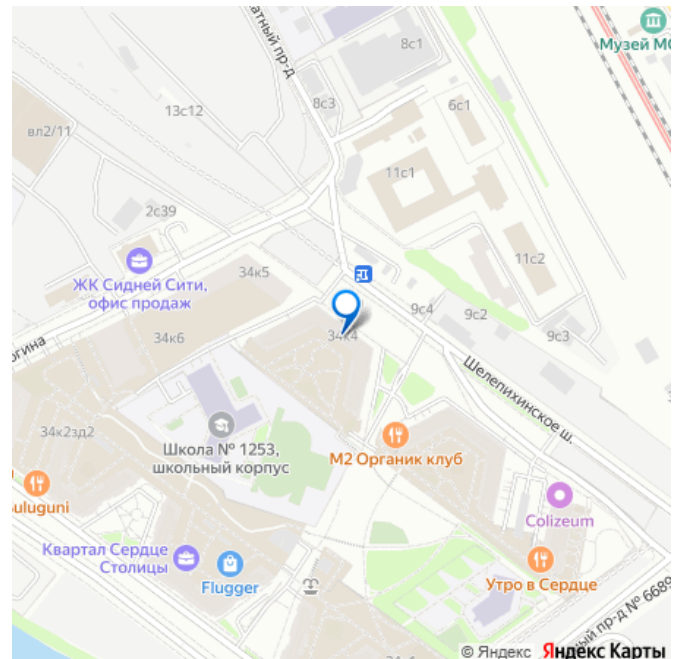 атный пр-д
8с1
Музей МС
8с3
6с1
13с12
вл2/11
11с1
2с39
11с2
ЖК Сидней Сити,
офис продаж
34к5
9с4
9с2
9с3
34к6
34к4
огина
Шелепихинское ш.
34к2зд2
Школа № 1253,
школьный корпус
М2 Органик клуб
uluguni
Colizeum
Квартал Сердце
Столицы
Flugger
Утро в Сердце
ный пр-д № 6689
© Яндекс Яндекс Карты